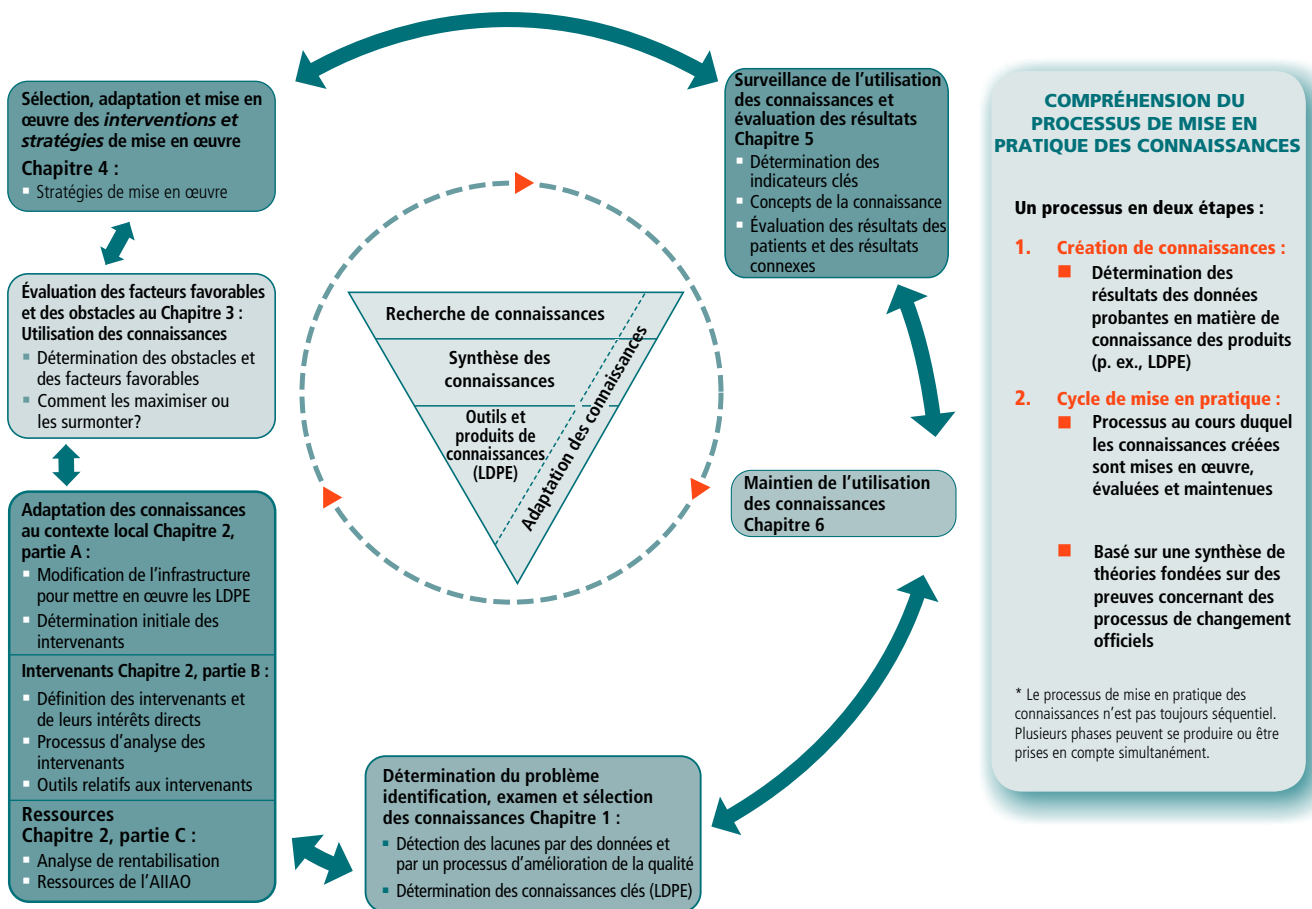 Sélection, adaptation et mise en
œuvre des interventions et
stratégies de mise en œuvre
Chapitre 4 :
Stratégies de mise en œuvre
Évaluation des facteurs favorables
et des obstacles au Chapitre 3 :
Utilisation des connaissances
Détermination des obstacles et
des facteurs favorables
Comment les maximiser ou
les surmonter?
Adaptation des connaissances
au contexte local Chapitre 2,
partie A :
Modification de l’infrastructure
pour mettre en œuvre les LDPE
Détermination initiale des
intervenants
Intervenants Chapitre 2, partie B :
Définition des intervenants et
de leurs intérêts directs
Processus d’analyse des
intervenants
Outils relatifs aux intervenants
Ressources
Chapitre 2, partie C :
Analyse de rentabilisation
Ressources de l’AIIAO
Recherche de connaissances
Synthèse des
connaissances
Outils et
produits de
connaissances
(LDPE)
Adaptation des connaissances
Détermination du problème
identification, examen et sélection
des connaissances Chapitre 1 :
Détection des lacunes par des données et
par un processus d’amélioration de la qualité
Détermination des connaissances clés (LDPE)
Surveillance de l’utilisation
des connaissances et
évaluation des résultats
Chapitre 5
Détermination des
indicateurs clés
Concepts de la connaissance
Évaluation des résultats des
patients et des résultats
connexes
Maintien de l’utilisation
des connaissances
Chapitre 6
COMPRÉHENSION DU
PROCESSUS DE MISE EN
PRATIQUE DES CONNAISSANCES
Un processus en deux étapes :
1. Création de connaissances :
Détermination des
résultats des données
probantes en matière de
connaissance des produits
(p. ex., LDPE)
2. Cycle de mise en pratique :
Processus au cours duquel
les connaissances créées
sont mises en œuvre,
évaluées et maintenues
Basé sur une synthèse de
théories fondées sur des
preuves concernant des
processus de changement
officiels
* Le processus de mise en pratique des
connaissances n’est pas toujours séquentiel.
Plusieurs phases peuvent se produire ou être
prises en compte simultanément.